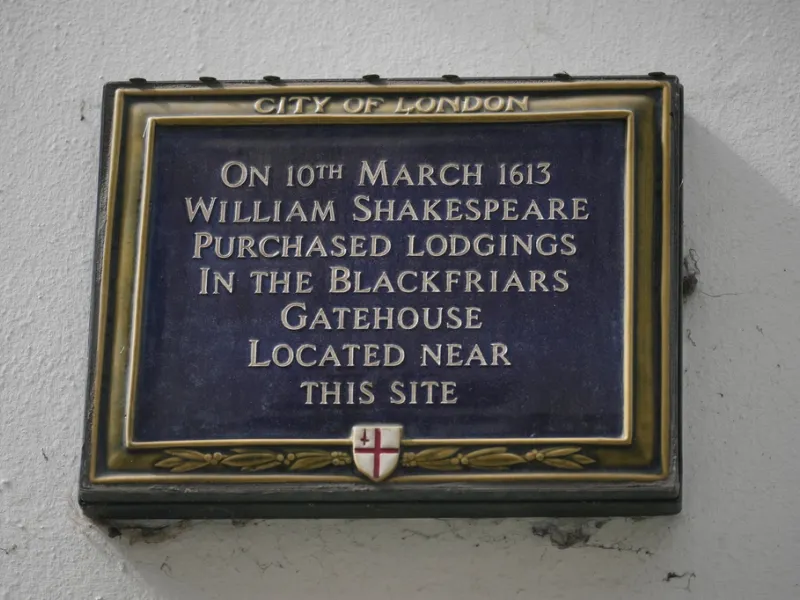 CITY OF LONDON
ON 10TH MARCH 1613
WILLIAM SHAKESPEARE
PURCHASED LODGINGS
IN THE BLACKFRIARS
GATEHOUSE
LOCATED NEAR
THIS SITE